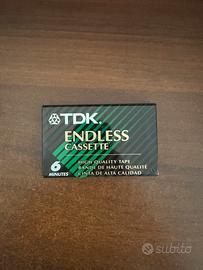 TDK.
ENDLESS
CASSETTE
6
MINUTES
HIGH QUALITY TAPE
BANDE DE HAUTE QUALITÉ
CINTA DE ALTA CALIDAD
subito